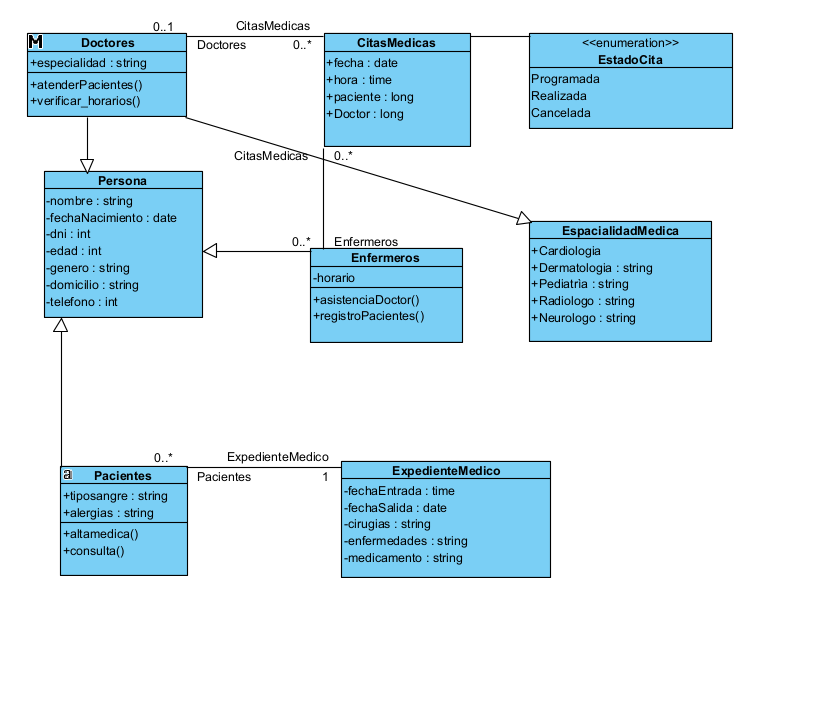 0..1
CitasMedicas
M
Doctores
Doctores
0..*
+especialidad : string
+atenderPacientes()
+verificar_horarios()
CitasMedicas
+fecha : date
+hora : time
+paciente : long
+Doctor : long
<<enumeration>>
EstadoCita
Programada
Realizada
Cancelada
CitasMedicas
0..*
Persona
-nombre : string
-fechaNacimiento : date
-dni : int
-edad : int
-genero : string
-domicilio : string
-telefono : int
0..*
Enfermeros
Enfermeros
-horario
+asistenciaDoctor()
+registroPacientes()
EspacialidadMedica
+Cardiologia
+Dermatologia : string
+Pediatrìa : string
+Radiologo : string
+Neurologo : string
0..*
ExpedienteMedico
a
Pacientes
Pacientes
1
+tiposangre : string
+alergias : string
+altamedica()
+consulta()
ExpedienteMedico
-fechaEntrada : time
-fechaSalida : date
-cirugias : string
-enfermedades : string
-medicamento : string